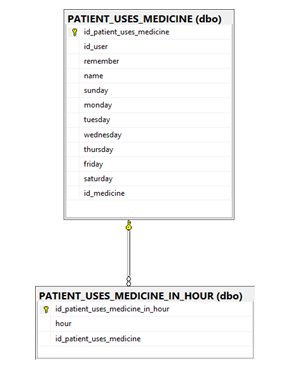 PATIENT_USES_MEDICINE (dbo)
id_patient_uses_medicine
id_user
remember
name
sunday
monday
tuesday
wednesday
thursday
friday
saturday
id_medicine
PATIENT_USES_MEDICINE_IN_HOUR (dbo)
id_patient_uses_medicine_in_hour
hour
id_patient_uses_medicine